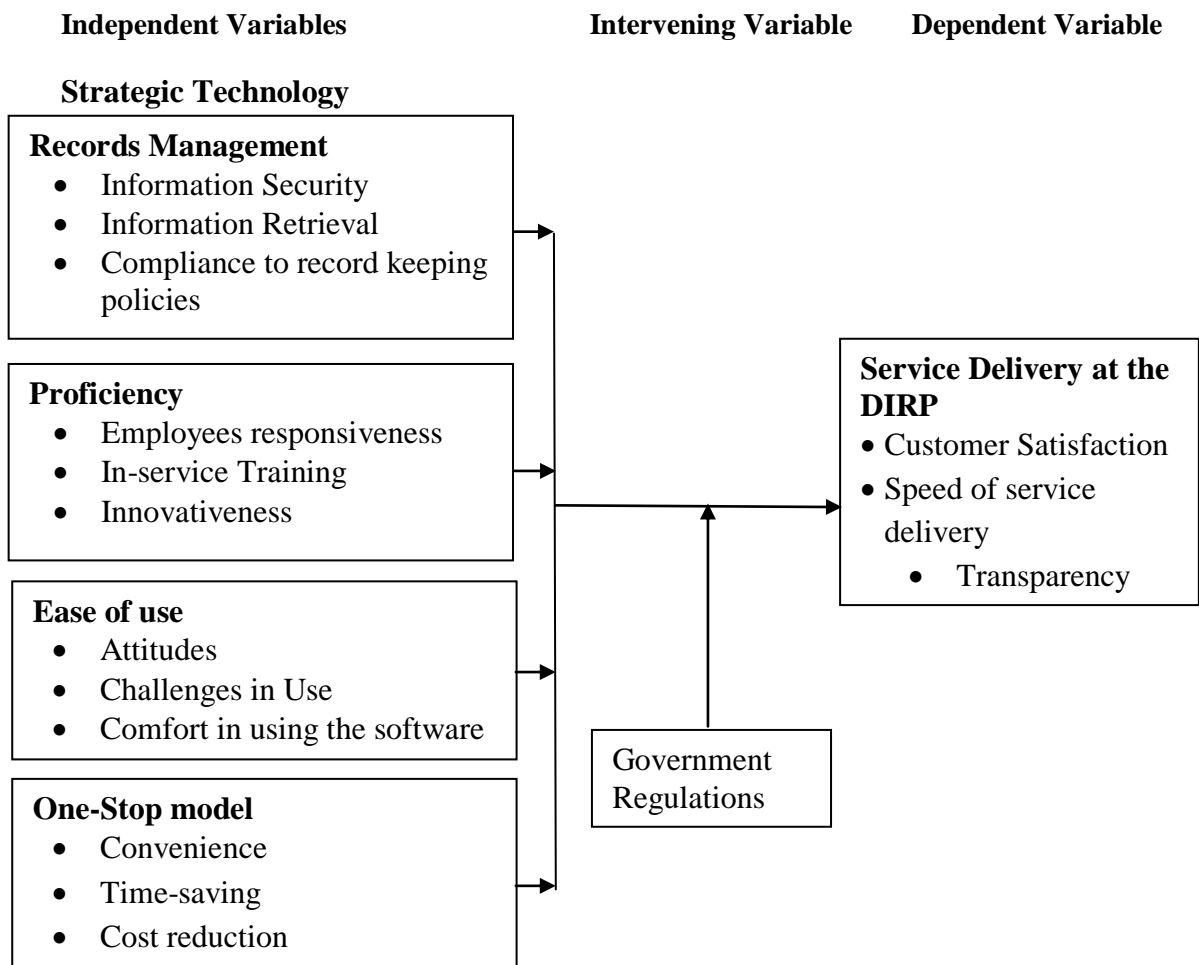 Independent Variables
Intervening Variable
Dependent Variable
Strategic Technology
Records Management
• Information Security
• Information Retrieval
• Compliance to record keeping
policies
Proficiency
• Employees responsiveness
• In-service Training
• Innovativeness
Ease of use
• Attitudes
• Challenges in Use
• Comfort in using the software
One-Stop model
• Convenience
• Time-saving
• Cost reduction
Government
Regulations
Service Delivery at the
DIRP
• Customer Satisfaction
• Speed of service
delivery
• Transparency